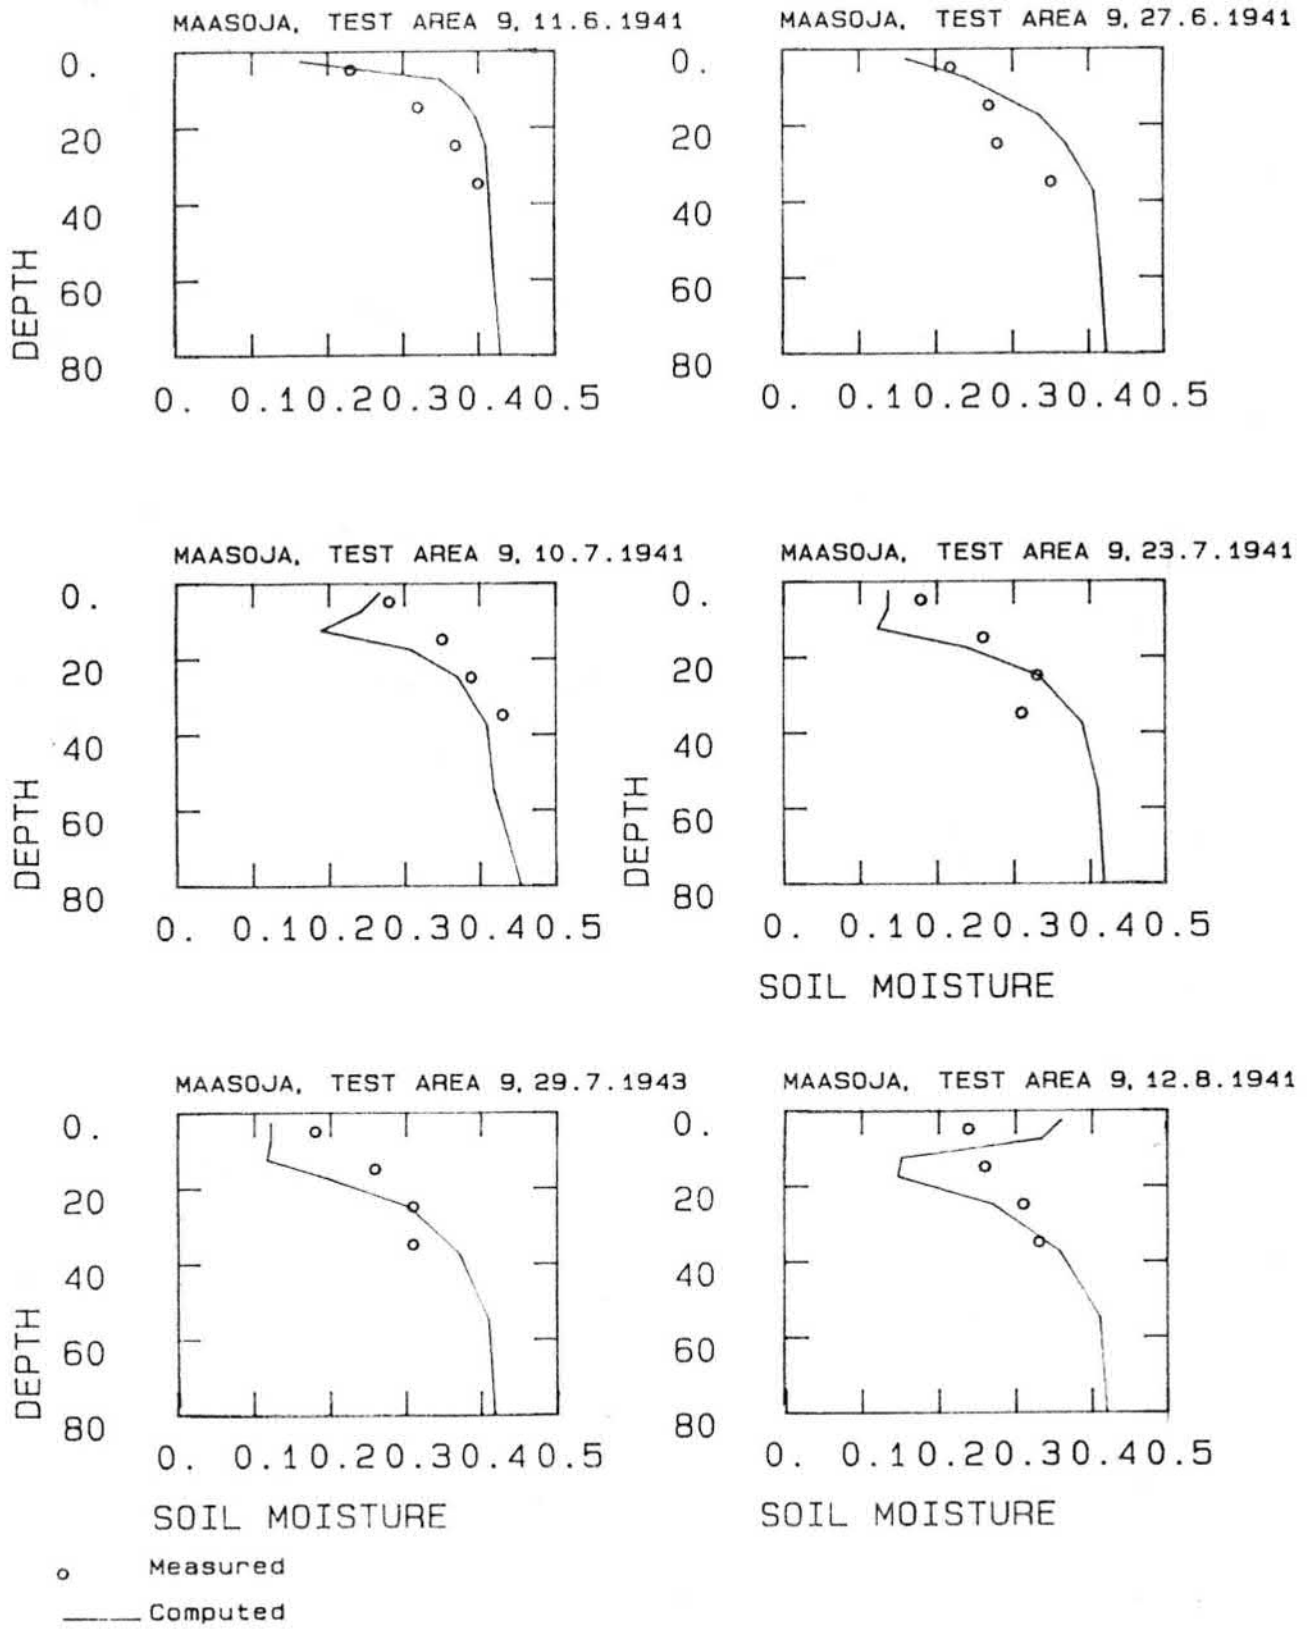 MAASOJA, TEST AREA 9, 11.6.1941
0.
20
40
60
80
DEPTH
0. 0.10.20.30.40.5
MAASOJA, TEST AREA 9, 27.6.1941
0.
20
40
60
80
0. 0.10.20.30.40.5
MAASOJA, TEST AREA 9, 10.7.1941
0.
20
40
60
80
DEPTH
0. 0.10.20.30.40.5
MAASOJA, TEST AREA 9, 23.7.1941
0.
20
40
60
80
DEPTH
0. 0.10.20.30.40.5
SOIL MOISTURE
MAASOJA, TEST AREA 9, 29.7.1943
0.
20
40
60
80
DEPTH
0. 0.10.20.30.40.5
SOIL MOISTURE
MAASOJA, TEST AREA 9, 12.8.1941
0.
20
40
60
80
0. 0.10.20.30.40.5
SOIL MOISTURE
Measured
Computed